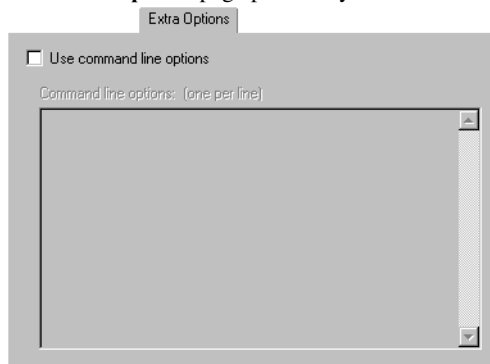 Extra Options
Use command line options
Command line options: (one per line)